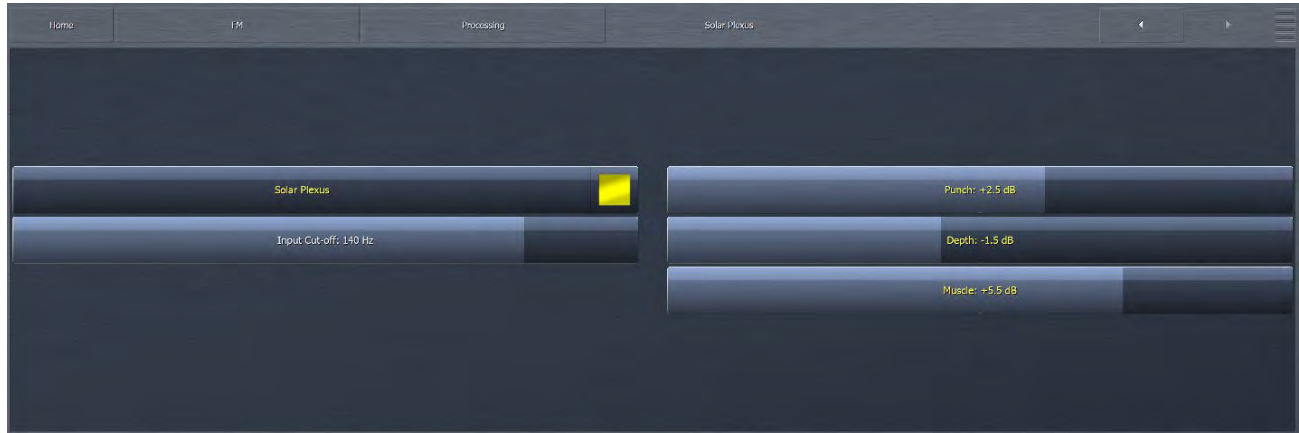 Home FM Processing Solar Plexus
Solar Plexus
Input Cut-off: 140 Hz
Punch: +2.5 dB
Depth: -1.5 dB
Muscle: +5.5 dB